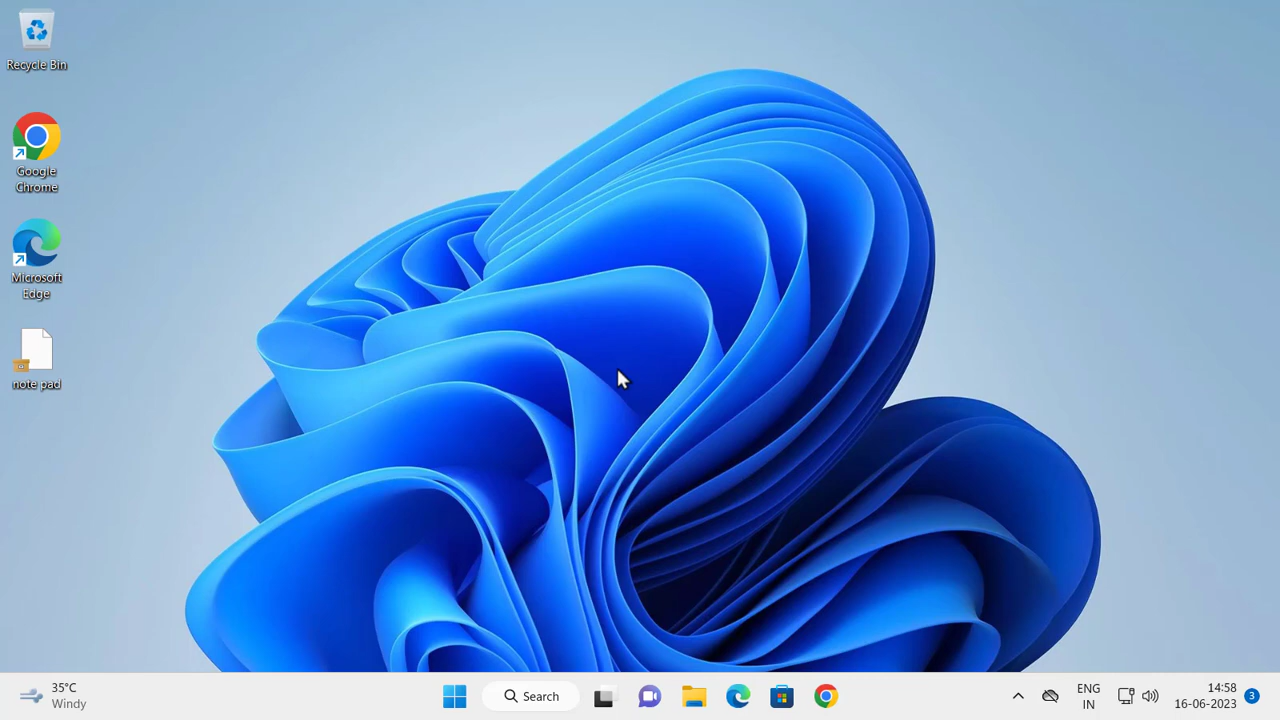 Recycle Bin
Google
Chrome
Microsoft
Edge
note pad
35°C
Windy
Search
ENG
IN
14:58
16-06-2023
3